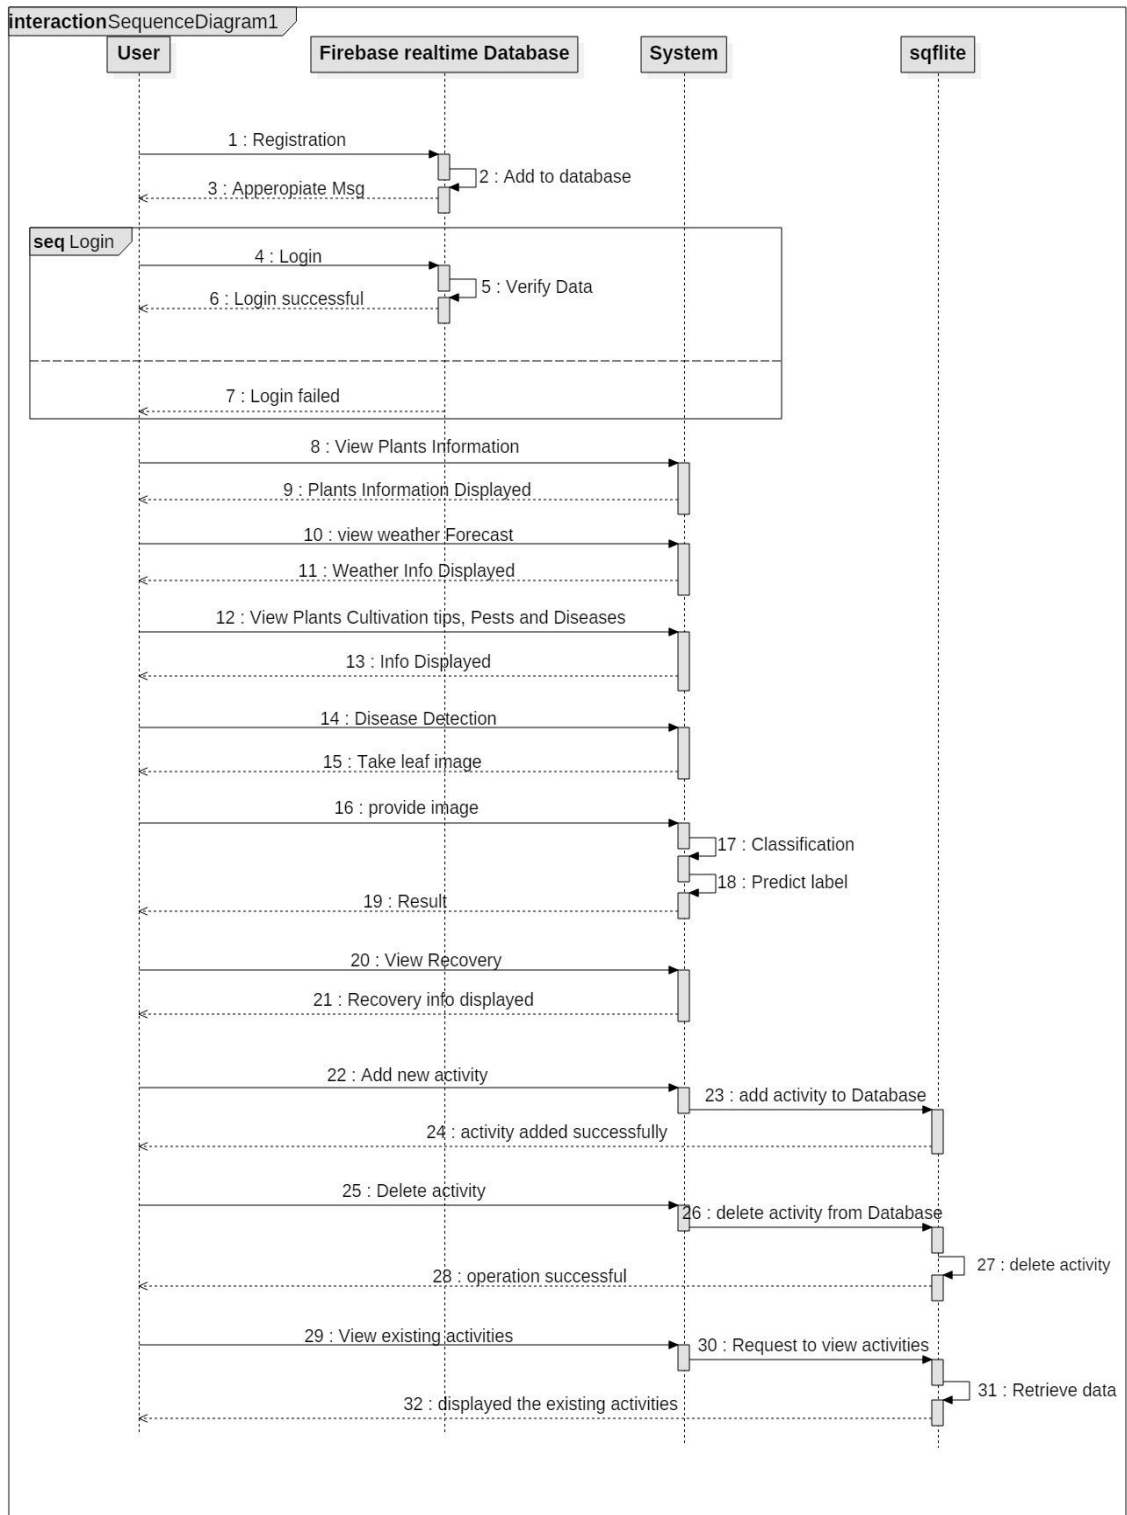 interactionSequenceDiagram1
User
Firebase realtime Database
System
sqflite
1 : Registration
2 : Add to database
3 : Apperopiate Msg
seq Login
4 : Login
5 : Verify Data
6 : Login successful
7 : Login failed
8 : View Plants Information
9 : Plants Information Displayed
10 : view weather Forecast
11 : Weather Info Displayed
12 : View Plants Cultivation tips, Pests and Diseases
13 : Info Displayed
14 : Disease Detection
15 : Take leaf image
16 : provide image
17 : Classification
18 : Predict label
19 : Result
20 : View Recovery
21 : Recovery info displayed
22 : Add new activity
23 : add activity to Database
24 : activity added successfully
25 : Delete activity
26 : delete activity from Database
27 : delete activity
28 : operation successful
29 : View existing activities
30 : Request to view activities
31 : Retrieve data
32 : displayed the existing activities